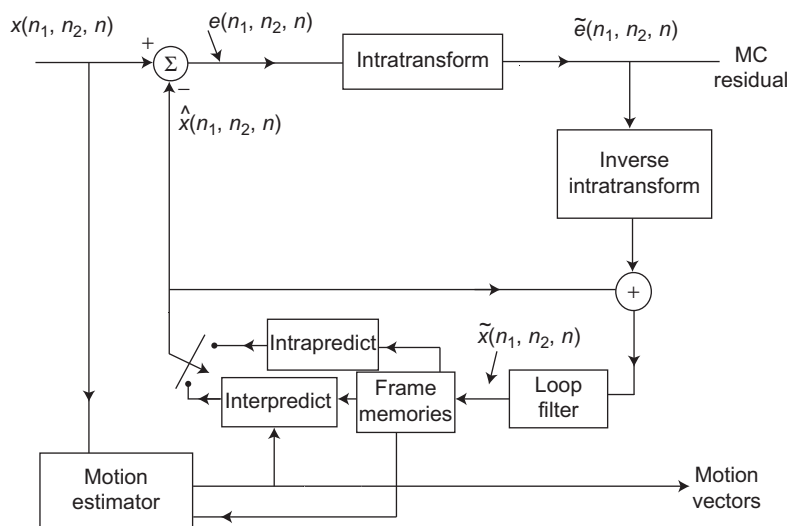 x(n₁, n₂, n)
e(n₁, n₂, n)
ẽ(n₁, n₂, n)
+
Σ
−
Intratransform
MC
residual
x̂(n₁, n₂, n)
Inverse
intratransform
+
x̃(n₁, n₂, n)
Intrapredict
Interpredict
Frame
memories
Loop
filter
Motion
estimator
Motion
vectors